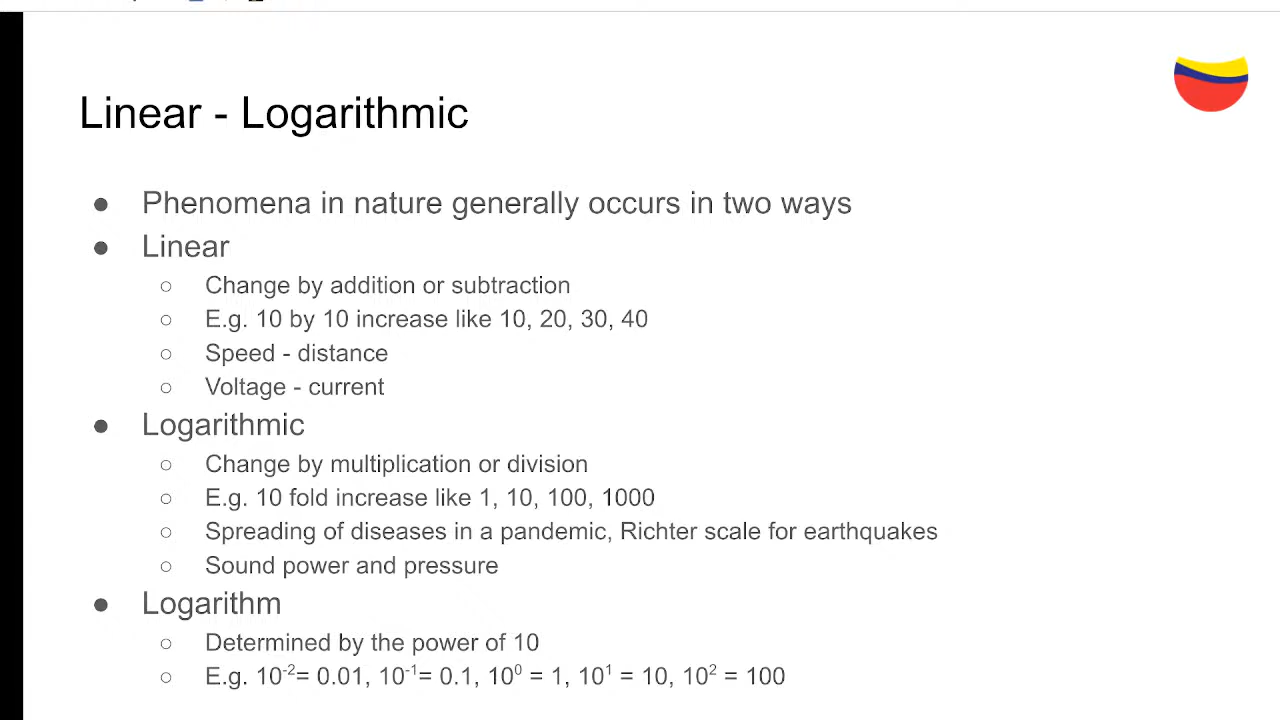 Linear - Logarithmic
● Phenomena in nature generally occurs in two ways
● Linear
○ Change by addition or subtraction
○ E.g. 10 by 10 increase like 10, 20, 30, 40
○ Speed - distance
○ Voltage - current
● Logarithmic
○ Change by multiplication or division
○ E.g. 10 fold increase like 1, 10, 100, 1000
○ Spreading of diseases in a pandemic, Richter scale for earthquakes
○ Sound power and pressure
● Logarithm
○ Determined by the power of 10
○ E.g. 10⁻²= 0.01, 10⁻¹= 0.1, 10⁰ = 1, 10¹ = 10, 10² = 100